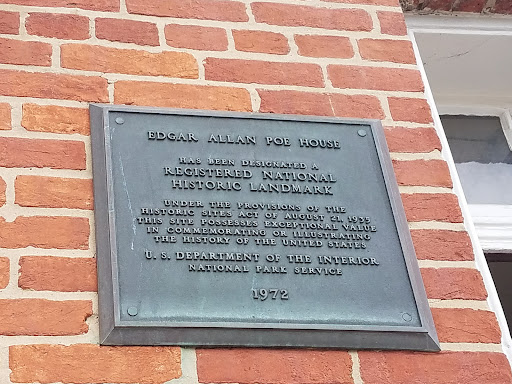 EDGAR ALLAN POE HOUSE
HAS BEEN DESIGNATED A
REGISTERED NATIONAL
HISTORIC LANDMARK
UNDER THE PROVISIONS OF THE
HISTORIC SITES ACT OF AUGUST 21, 1935
THIS SITE POSSESSES EXCEPTIONAL VALUE
IN COMMEMORATING OR ILLUSTRATING
THE HISTORY OF THE UNITED STATES
U. S. DEPARTMENT OF THE INTERIOR
NATIONAL PARK SERVICE
1972